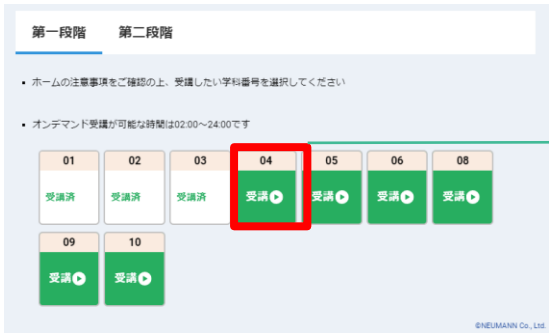 第一段階 第二段階
• ホームの注意事項をご確認の上、受講したい学科番号を選択してください
• オンデマンド受講が可能な時間は02:00～24:00です
01 02 03 04 05 06 08
受講済 受講済 受講済 受講 受講 受講 受講
09 10
受講 受講
©NEUMANN Co., Ltd.